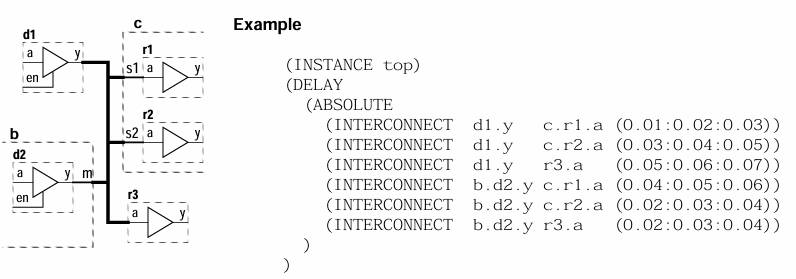 c
d1
a y
en
r1
s1 a y
r2
s2 a y
b
d2
a y m
en
r3
a y
Example
(INSTANCE top)
(DELAY
(ABSOLUTE
(INTERCONNECT d1.y c.r1.a (0.01:0.02:0.03))
(INTERCONNECT d1.y c.r2.a (0.03:0.04:0.05))
(INTERCONNECT d1.y r3.a (0.05:0.06:0.07))
(INTERCONNECT b.d2.y c.r1.a (0.04:0.05:0.06))
(INTERCONNECT b.d2.y c.r2.a (0.02:0.03:0.04))
(INTERCONNECT b.d2.y r3.a (0.02:0.03:0.04))
)
)